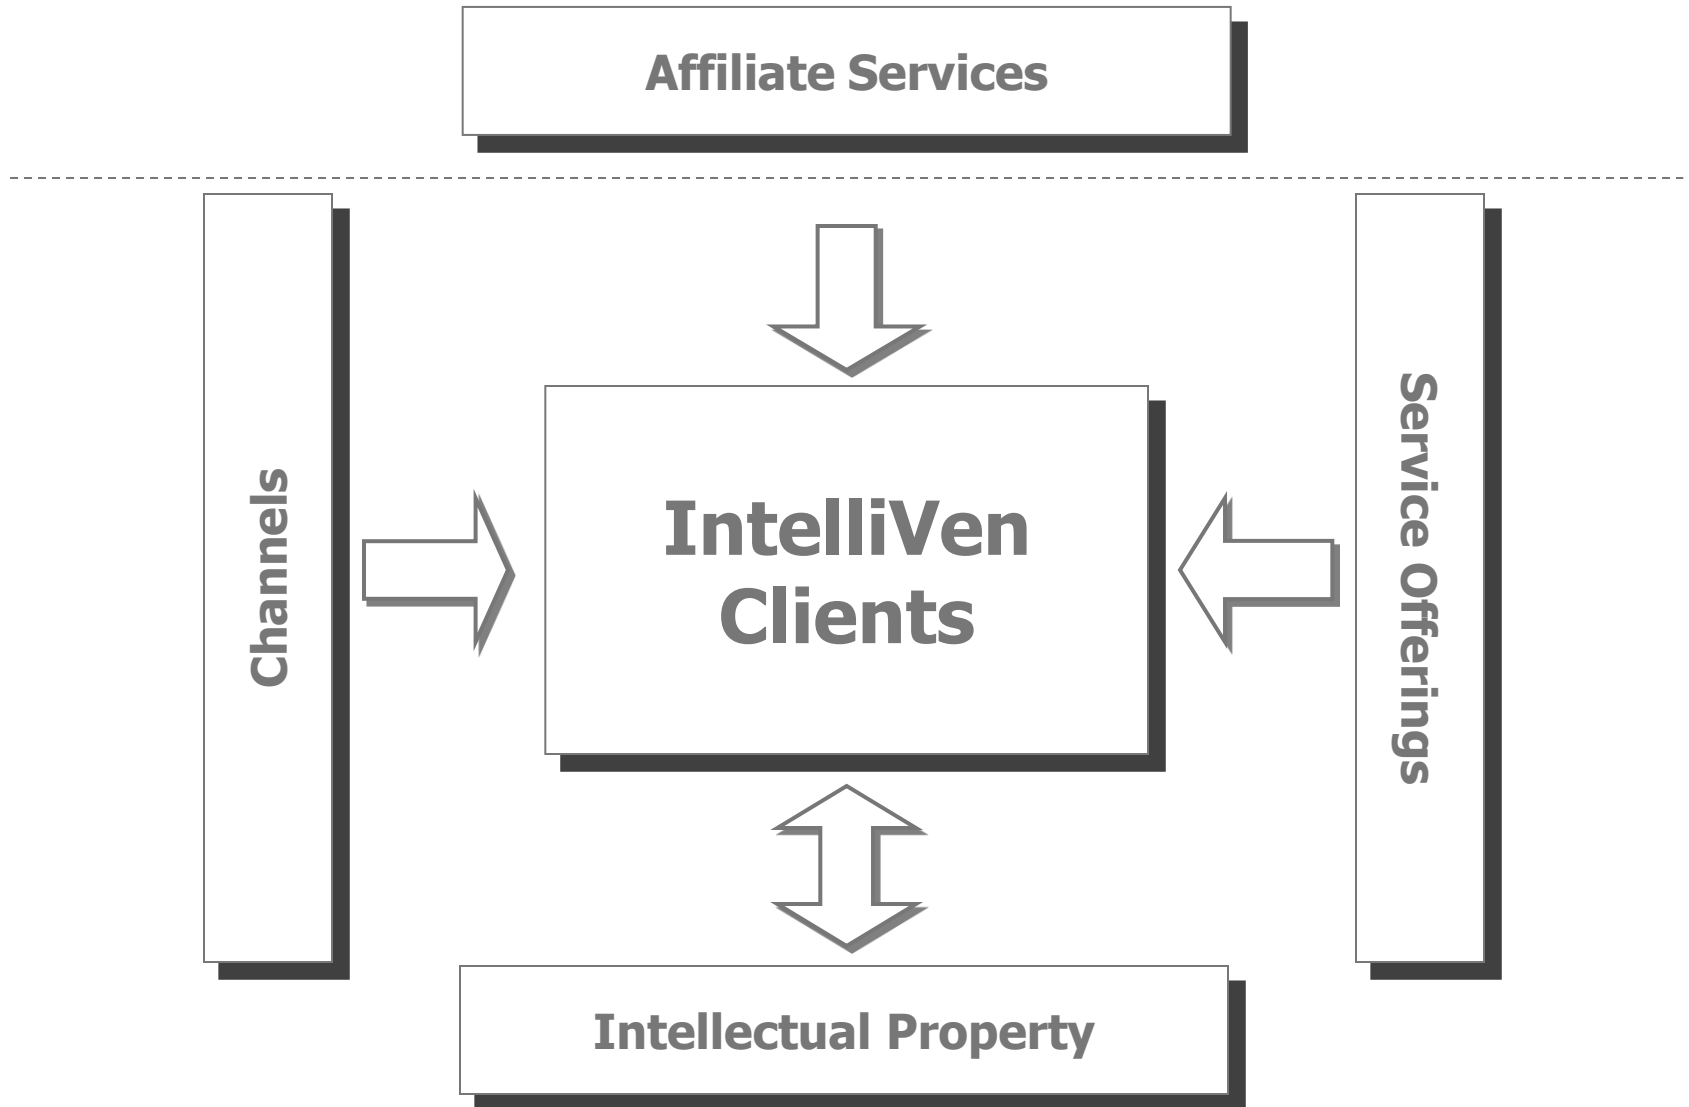 Affiliate Services
Channels
IntelliVen
Clients
Service Offerings
Intellectual Property